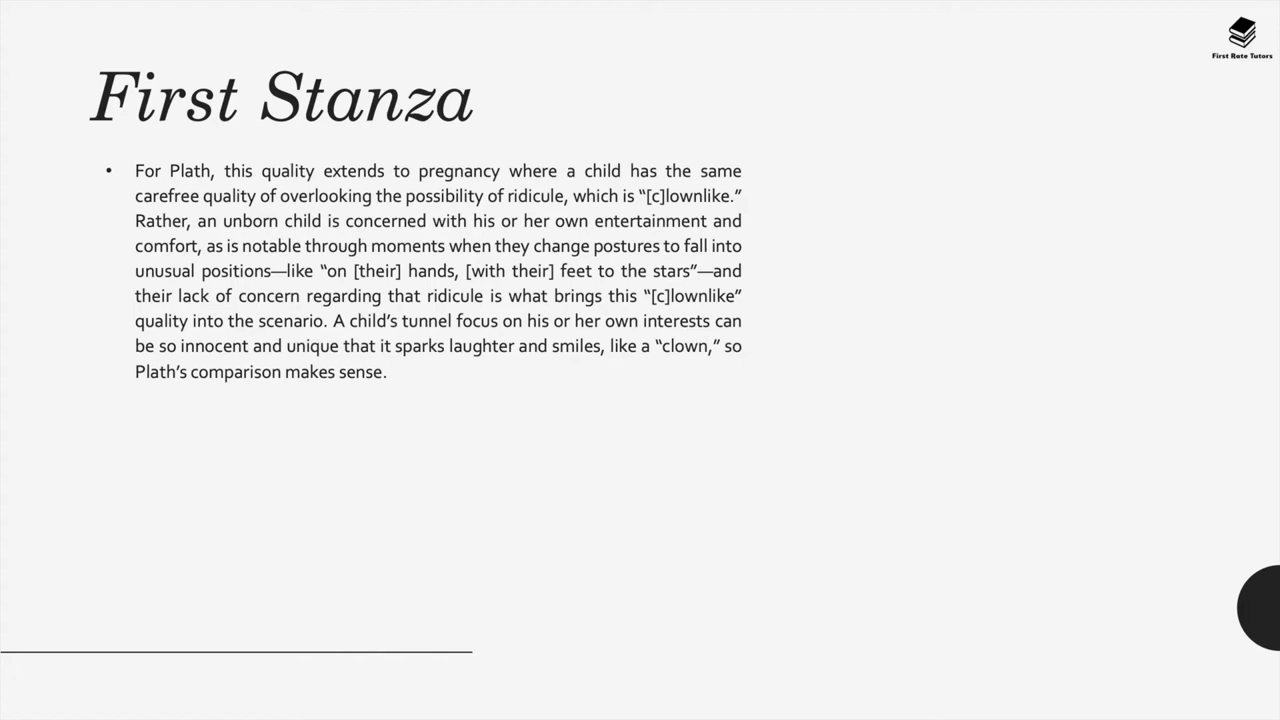 First Rate Tutors
First Stanza
• For Plath, this quality extends to pregnancy where a child has the same
carefree quality of overlooking the possibility of ridicule, which is “[c]lownlike.”
Rather, an unborn child is concerned with his or her own entertainment and
comfort, as is notable through moments when they change postures to fall into
unusual positions—like “on [their] hands, [with their] feet to the stars”—and
their lack of concern regarding that ridicule is what brings this “[c]lownlike”
quality into the scenario. A child’s tunnel focus on his or her own interests can
be so innocent and unique that it sparks laughter and smiles, like a “clown,” so
Plath’s comparison makes sense.